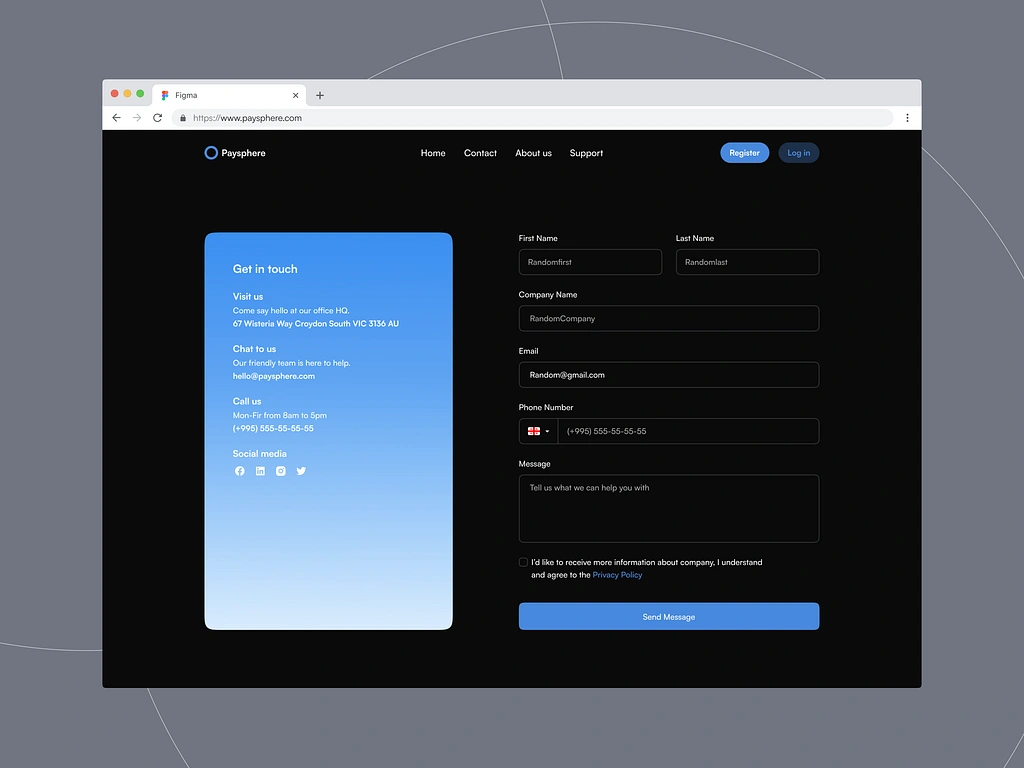 Figma
https://www.paysphere.com
Paysphere
Home
Contact
About us
Support
Register
Log in
Get in touch
Visit us
Come say hello at our office HQ.
67 Wisteria Way Croydon South VIC 3136 AU
Chat to us
Our friendly team is here to help.
hello@paysphere.com
Call us
Mon-Fir from 8am to 5pm
(+995) 555-55-55-55
Social media
First Name
Last Name
Randomfirst
Randomlast
Company Name
RandomCompany
Email
Random@gmail.com
Phone Number
(+995) 555-55-55-55
Message
Tell us what we can help you with
I'd like to receive more information about company, I understand
and agree to the Privacy Policy
Send Message